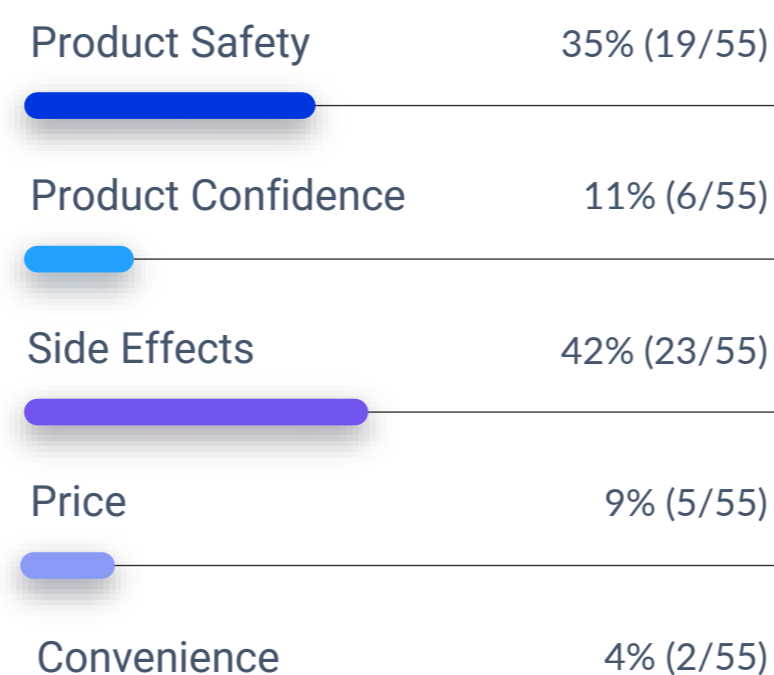 Product Safety 35% (19/55)
Product Confidence 11% (6/55)
Side Effects 42% (23/55)
Price 9% (5/55)
Convenience 4% (2/55)